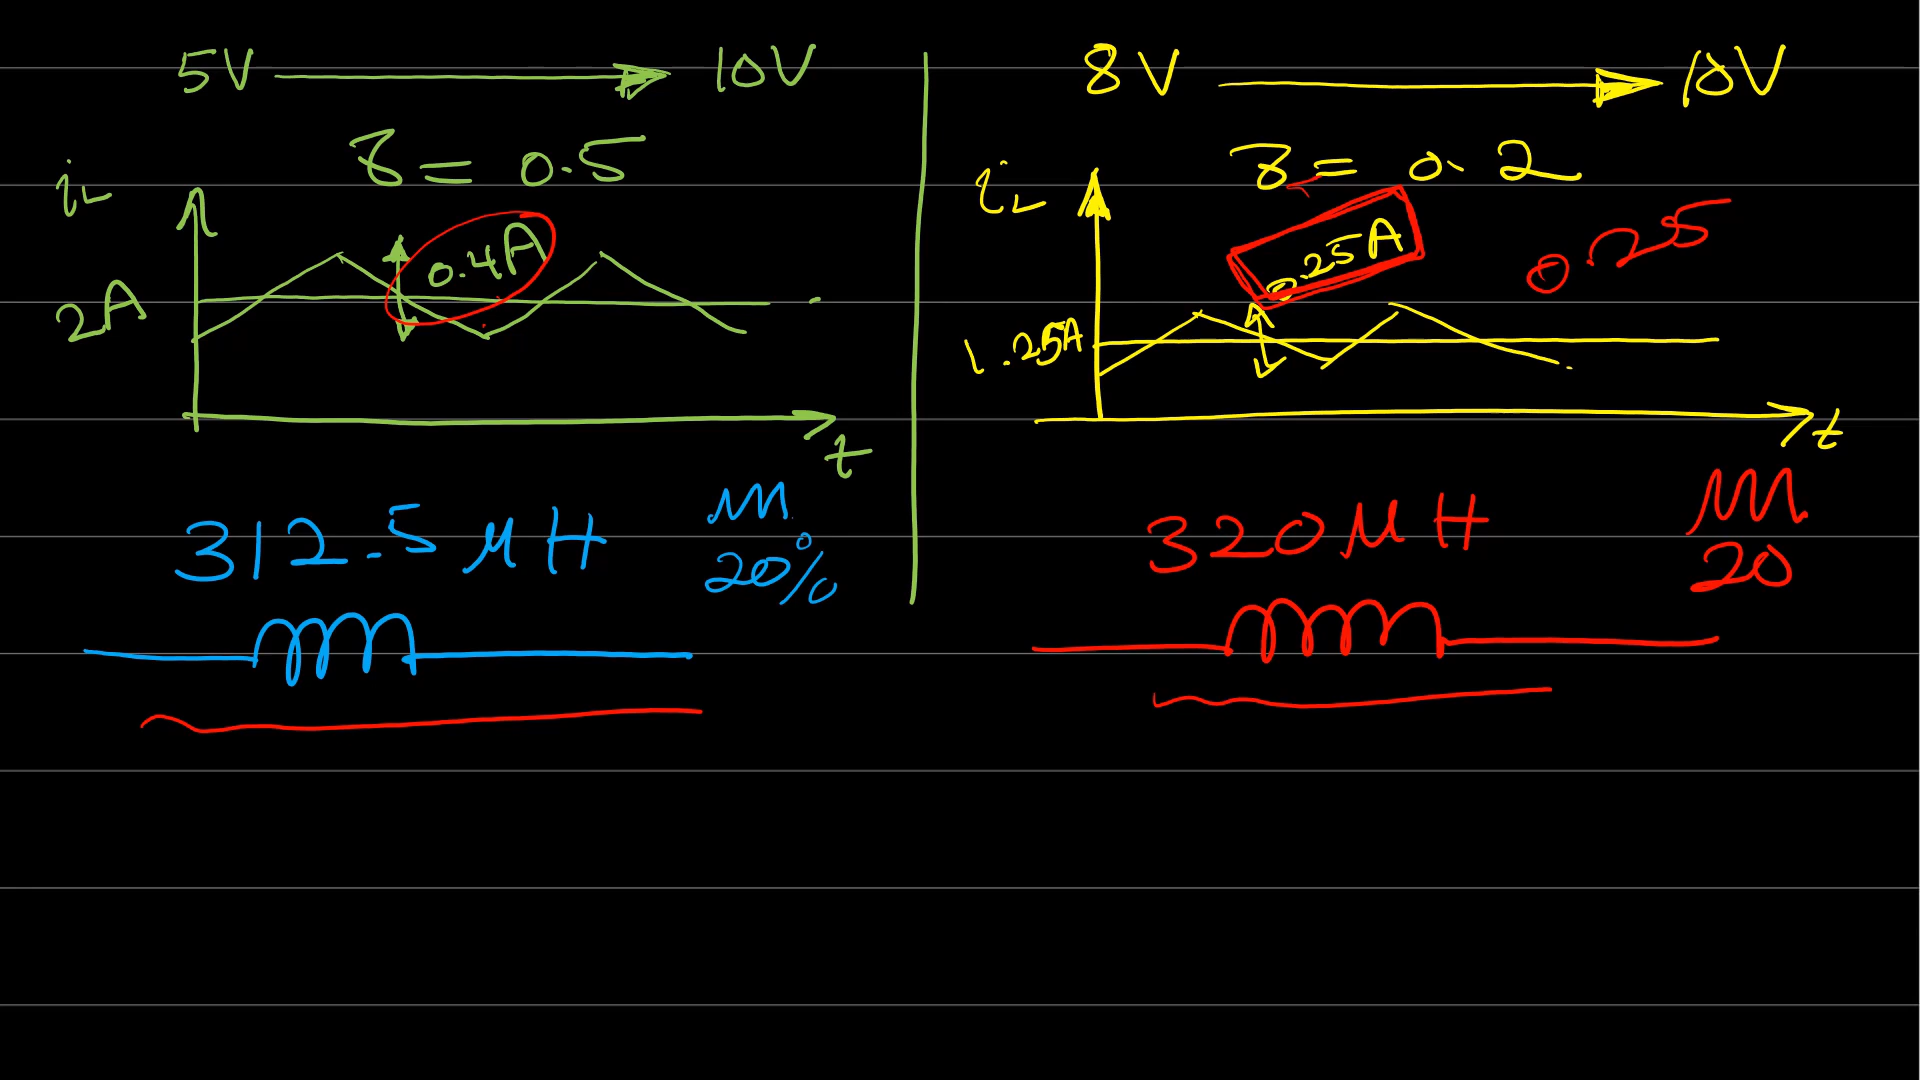 5V → 10V
δ = 0.5
iL
0.4A
2A
t
312.5 μH
20%
8V → 10V
δ = 0.2
iL
0.25A
0.25
1.25A
t
320 μH
20